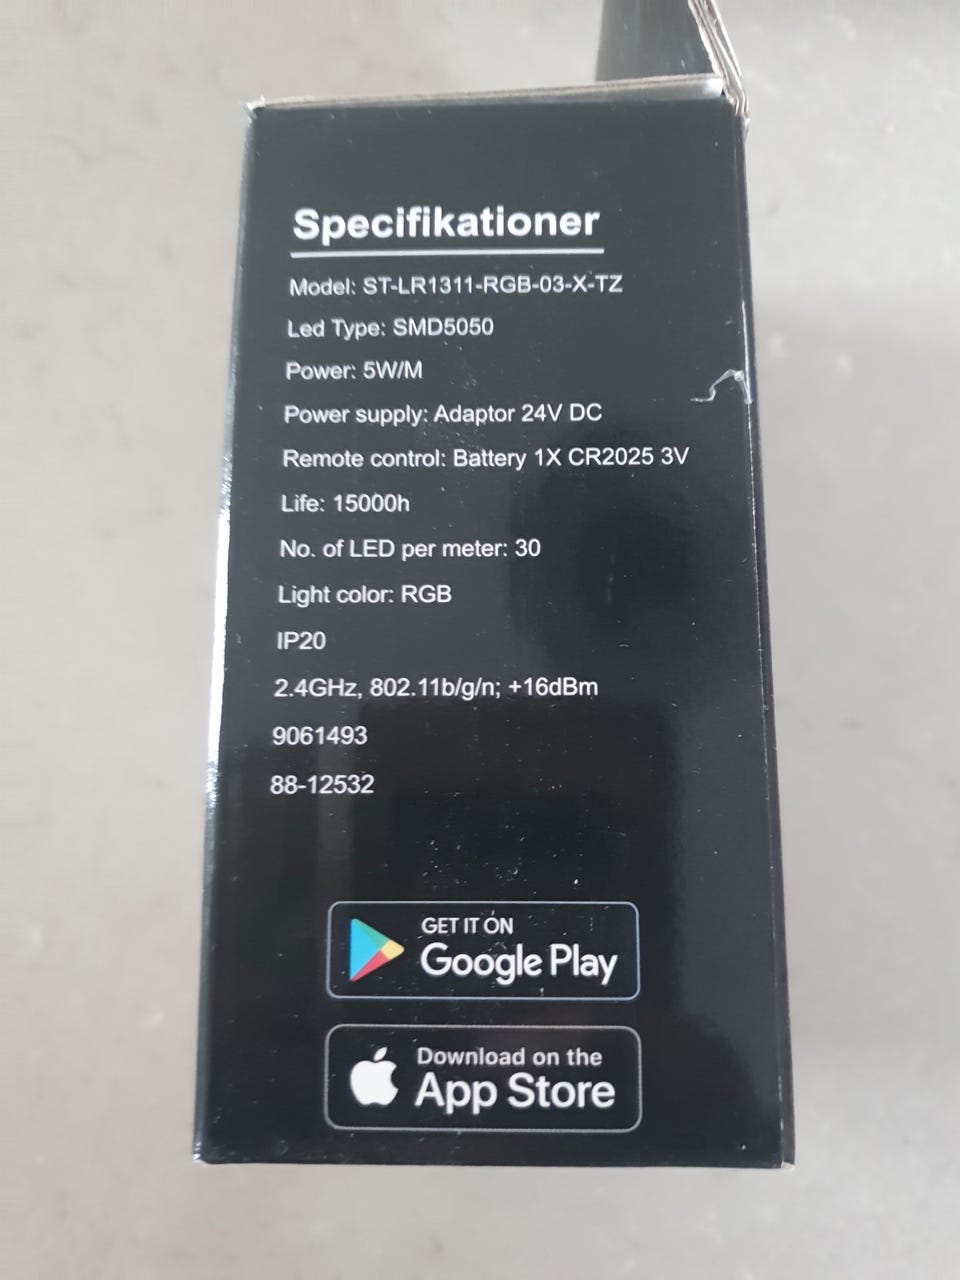 Specifikationer
Model: ST-LR1311-RGB-03-X-TZ
Led Type: SMD5050
Power: 5W/M
Power supply: Adaptor 24V DC
Remote control: Battery 1X CR2025 3V
Life: 15000h
No. of LED per meter: 30
Light color: RGB
IP20
2.4GHz, 802.11b/g/n; +16dBm
9061493
88-12532
GET IT ON
Google Play
Download on the
App Store